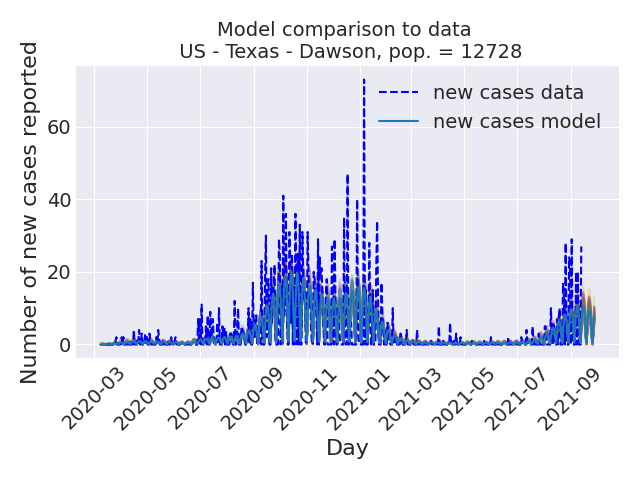 Model comparison to data
US - Texas - Dawson, pop. = 12728
Number of new cases reported
new cases data
new cases model
60
40
20
0
2020-03
2020-05
2020-07
2020-09
2020-11
2021-01
2021-03
2021-05
2021-07
2021-09
Day